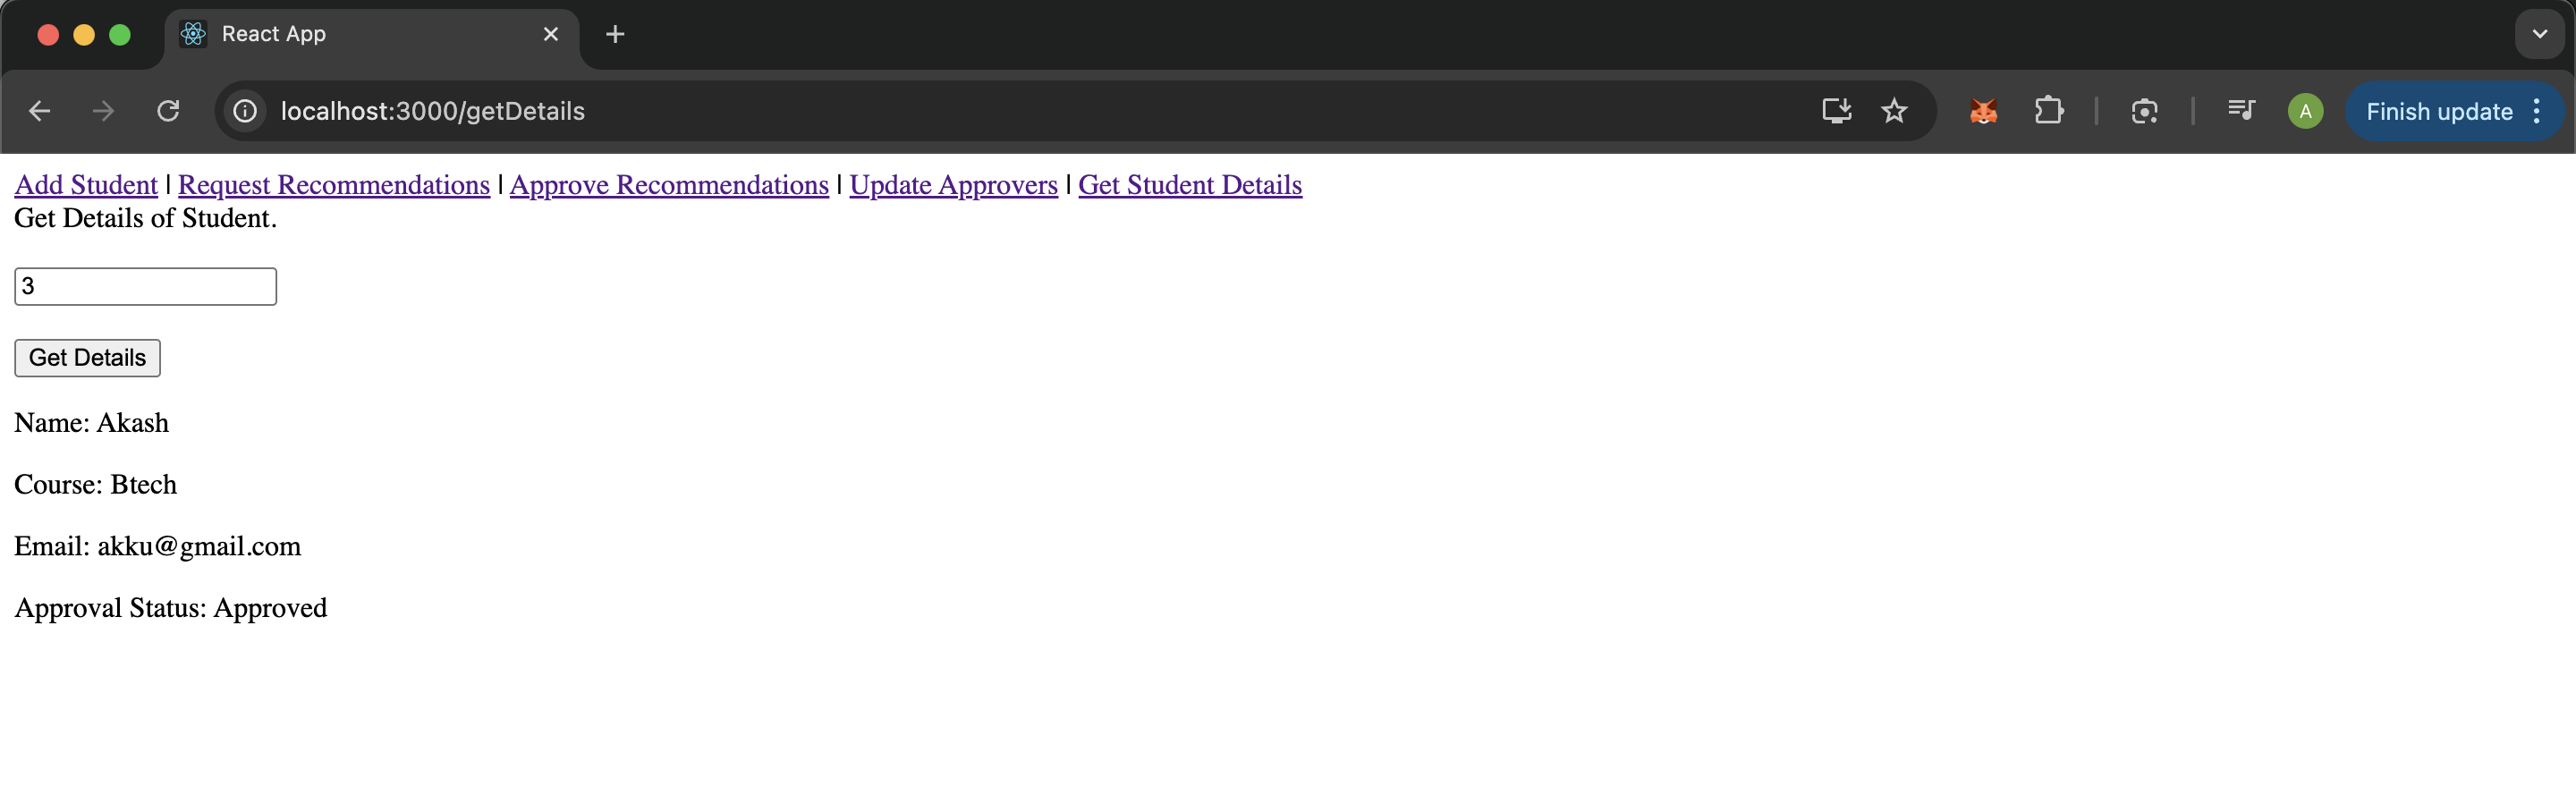 React App
localhost:3000/getDetails
A
Finish update
Add Student | Request Recommendations | Approve Recommendations | Update Approvers | Get Student Details
Get Details of Student.
3
Get Details
Name: Akash
Course: Btech
Email: akku@gmail.com
Approval Status: Approved